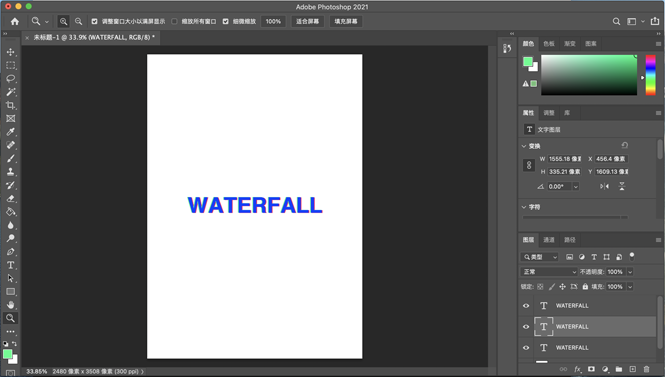 Adobe Photoshop 2021
调整窗口大小以满屏显示 缩放所有窗口 细微缩放 100% 适合屏幕 填充屏幕
未标题-1 @ 33.9% (WATERFALL, RGB/8) *
颜色 色板 渐变 图案
属性 调整 库
T 文字图层
变换
W 1555.18 像素 X 456.4 像素
H 335.21 像素 Y 1609.13 像素
0.00°
字符
WATERFALL
图层 通道 路径
类型
正常 不透明度: 100%
锁定: 填充: 100%
T WATERFALL
T WATERFALL
T WATERFALL
fx
33.85% 2480 像素 x 3508 像素 (300 ppi)